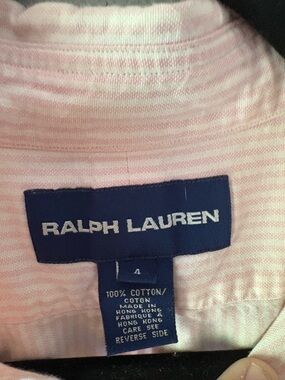 RALPH LAUREN
4
100% COTTON/
COTON
MADE IN
HONG KONG
FABRIQUE A
HONG KONG
CARE SEE
REVERSE SIDE